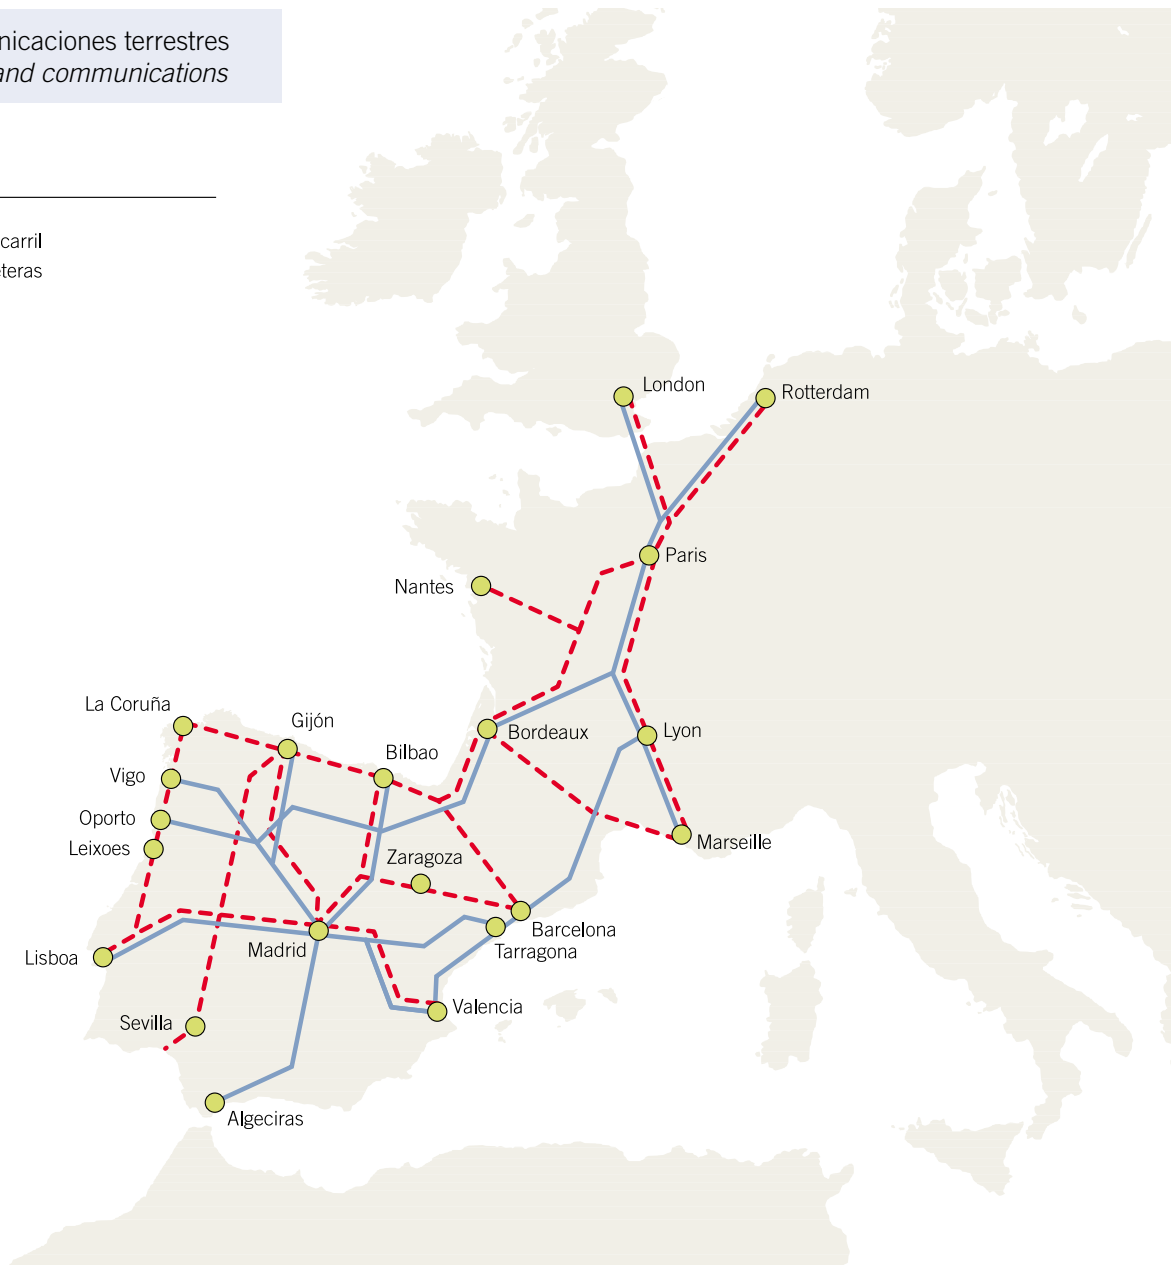 nicaciones terrestres
and communications
carril
eteras
London
Rotterdam
Paris
Nantes
La Coruña
Gijón
Bordeaux
Lyon
Bilbao
Vigo
Oporto
Leixoes
Marseille
Zaragoza
Barcelona
Madrid
Tarragona
Lisboa
Valencia
Sevilla
Algeciras